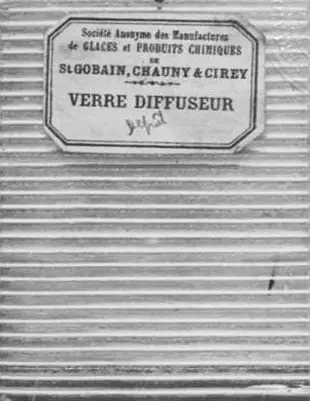 Société Anonyme des Manufactures
de GLACES et PRODUITS CHIMIQUES
DE
St GOBAIN, CHAUNY & CIREY
VERRE DIFFUSEUR